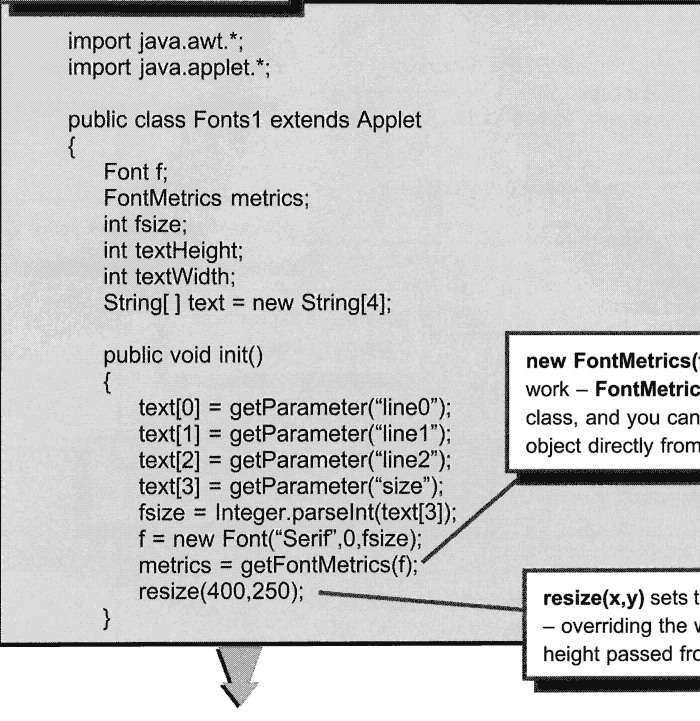 import java.awt.*;
import java.applet.*;
public class Fonts1 extends Applet
{
Font f;
FontMetrics metrics;
int fsize;
int textHeight;
int textWidth;
String[ ] text = new String[4];
public void init()
{
text[0] = getParameter(“line0”);
text[1] = getParameter(“line1”);
text[2] = getParameter(“line2”);
text[3] = getParameter(“size”);
fsize = Integer.parseInt(text[3]);
f = new Font(“Serif”,0,fsize);
metrics = getFontMetrics(f);
resize(400,250);
}
new FontMetrics(
work – FontMetric
class, and you can
object directly from
resize(x,y) sets t
– overriding the
height passed fro